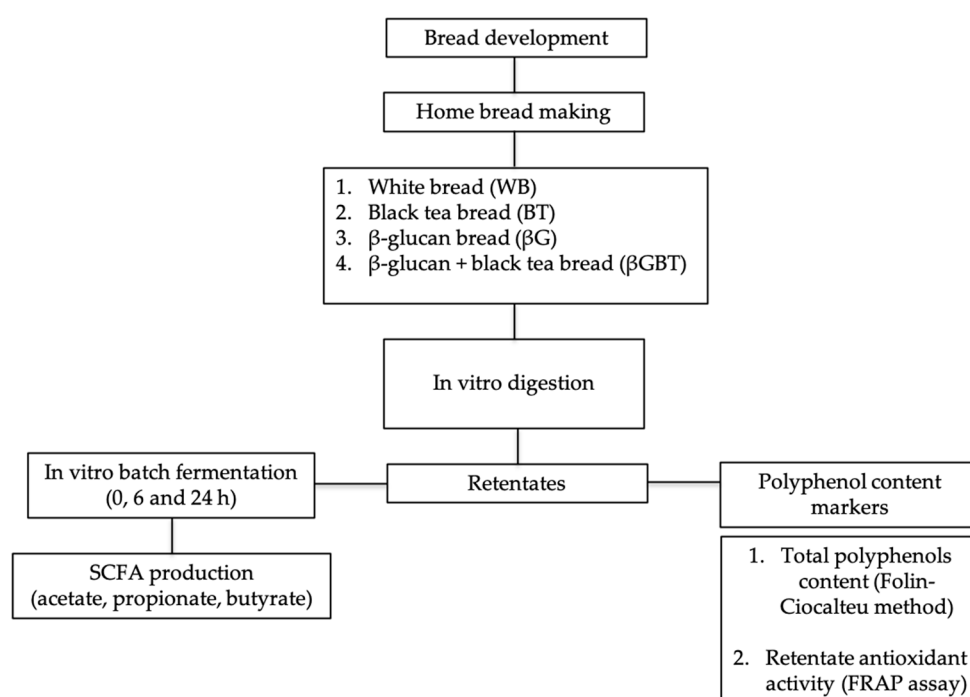 Bread development
Home bread making
1. White bread (WB)
2. Black tea bread (BT)
3. β-glucan bread (βG)
4. β-glucan + black tea bread (βGBT)
In vitro digestion
In vitro batch fermentation
(0, 6 and 24 h)
Retentates
Polyphenol content
markers
SCFA production
(acetate, propionate, butyrate)
1. Total polyphenols
content (Folin-
Ciocalteu method)
2. Retentate antioxidant
activity (FRAP assay)